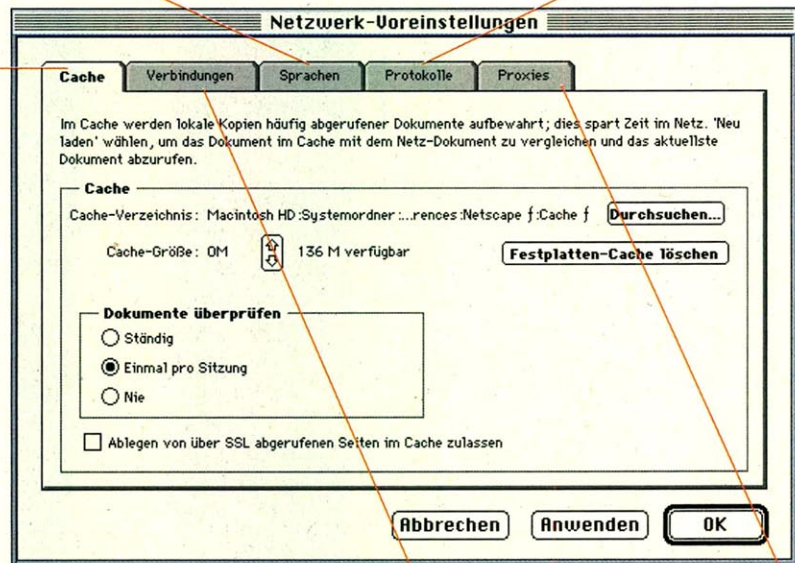 Netzwerk-Voreinstellungen
Cache Verbindungen Sprachen Protokolle Proxies
Im Cache werden lokale Kopien häufig abgerufener Dokumente aufbewahrt; dies spart Zeit im Netz. 'Neu
laden' wählen, um das Dokument im Cache mit dem Netz-Dokument zu vergleichen und das aktuellste
Dokument abzurufen.
Cache
Cache-Verzeichnis: Macintosh HD:Systemordner:...rences:Netscape ƒ:Cache ƒ Durchsuchen...
Cache-Größe: 0M 136 M verfügbar Festplatten-Cache löschen
Dokumente überprüfen
Ständig
Einmal pro Sitzung
Nie
Ablegen von über SSL abgerufenen Seiten im Cache zulassen
Abbrechen Anwenden OK